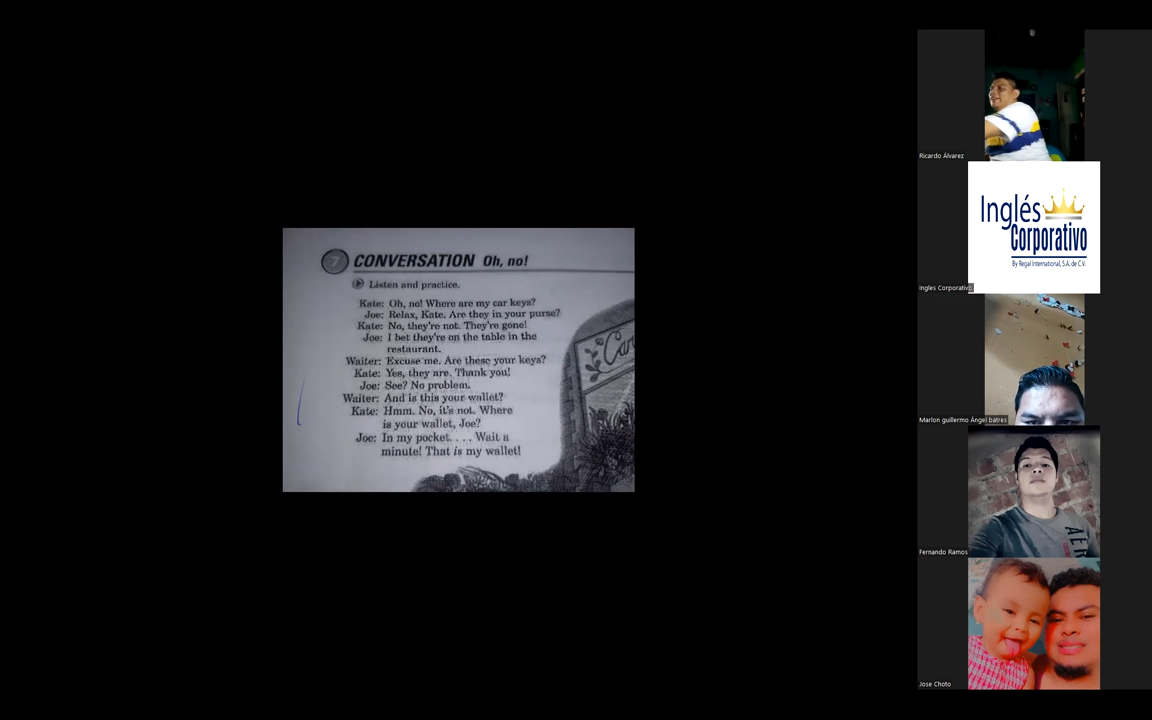 7 CONVERSATION Oh, no!
Listen and practice.
Kate: Oh, no! Where are my car keys?
Joe: Relax, Kate. Are they in your purse?
Kate: No, they're not. They're gone!
Joe: I bet they're on the table in the
restaurant.
Waiter: Excuse me. Are these your keys?
Kate: Yes, they are. Thank you!
Joe: See? No problem.
Waiter: And is this your wallet?
Kate: Hmm. No, it's not. Where
is your wallet, Joe?
Joe: In my pocket. . . . Wait a
minute! That is my wallet!
Ricardo Álvarez
Inglés
Corporativo
By Regal International, S.A. de C.V.
Ingles Corporativo
Marlon guillermo Ángel batres
Fernando Ramos
Jose Choto